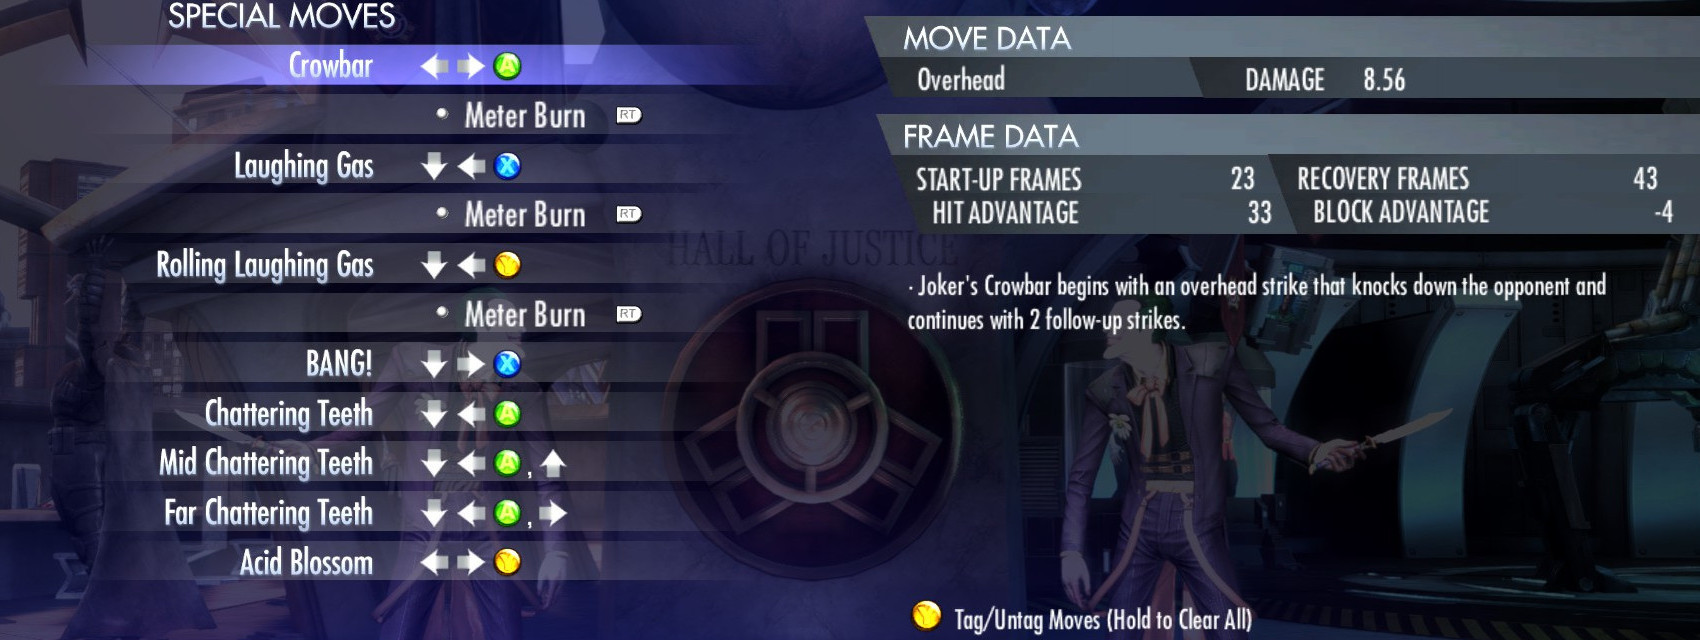 SPECIAL MOVES
Crowbar A
Meter Burn RT
Laughing Gas X
Meter Burn RT
Rolling Laughing Gas Y
Meter Burn RT
BANG! X
Chattering Teeth A
Mid Chattering Teeth A ,
Far Chattering Teeth A ,
Acid Blossom Y
MOVE DATA
Overhead DAMAGE 8.56
FRAME DATA
START-UP FRAMES 23 RECOVERY FRAMES 43
HIT ADVANTAGE 33 BLOCK ADVANTAGE -4
HALL OF JUSTICE
· Joker's Crowbar begins with an overhead strike that knocks down the opponent and
continues with 2 follow-up strikes.
Y Tag/Untag Moves (Hold to Clear All)